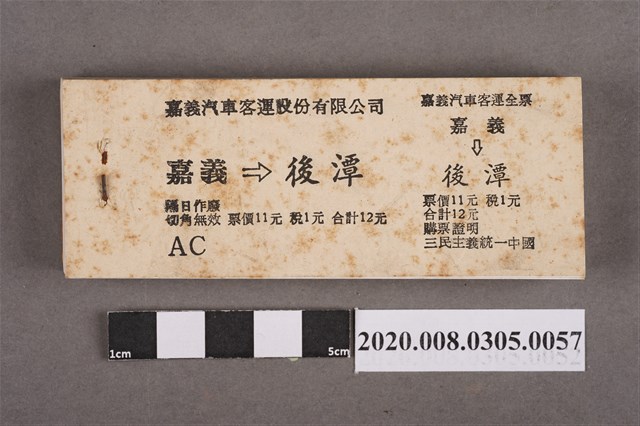 嘉義汽車客運股份有限公司
嘉義⇨後潭
隔日作廢
切角無效 票價11元 稅1元 合計12元
AC
嘉義汽車客運全票
嘉義
⇩
後潭
票價11元 稅1元
合計12元
購票證明
三民主義統一中國
1cm
5cm
2020.008.0305.0057